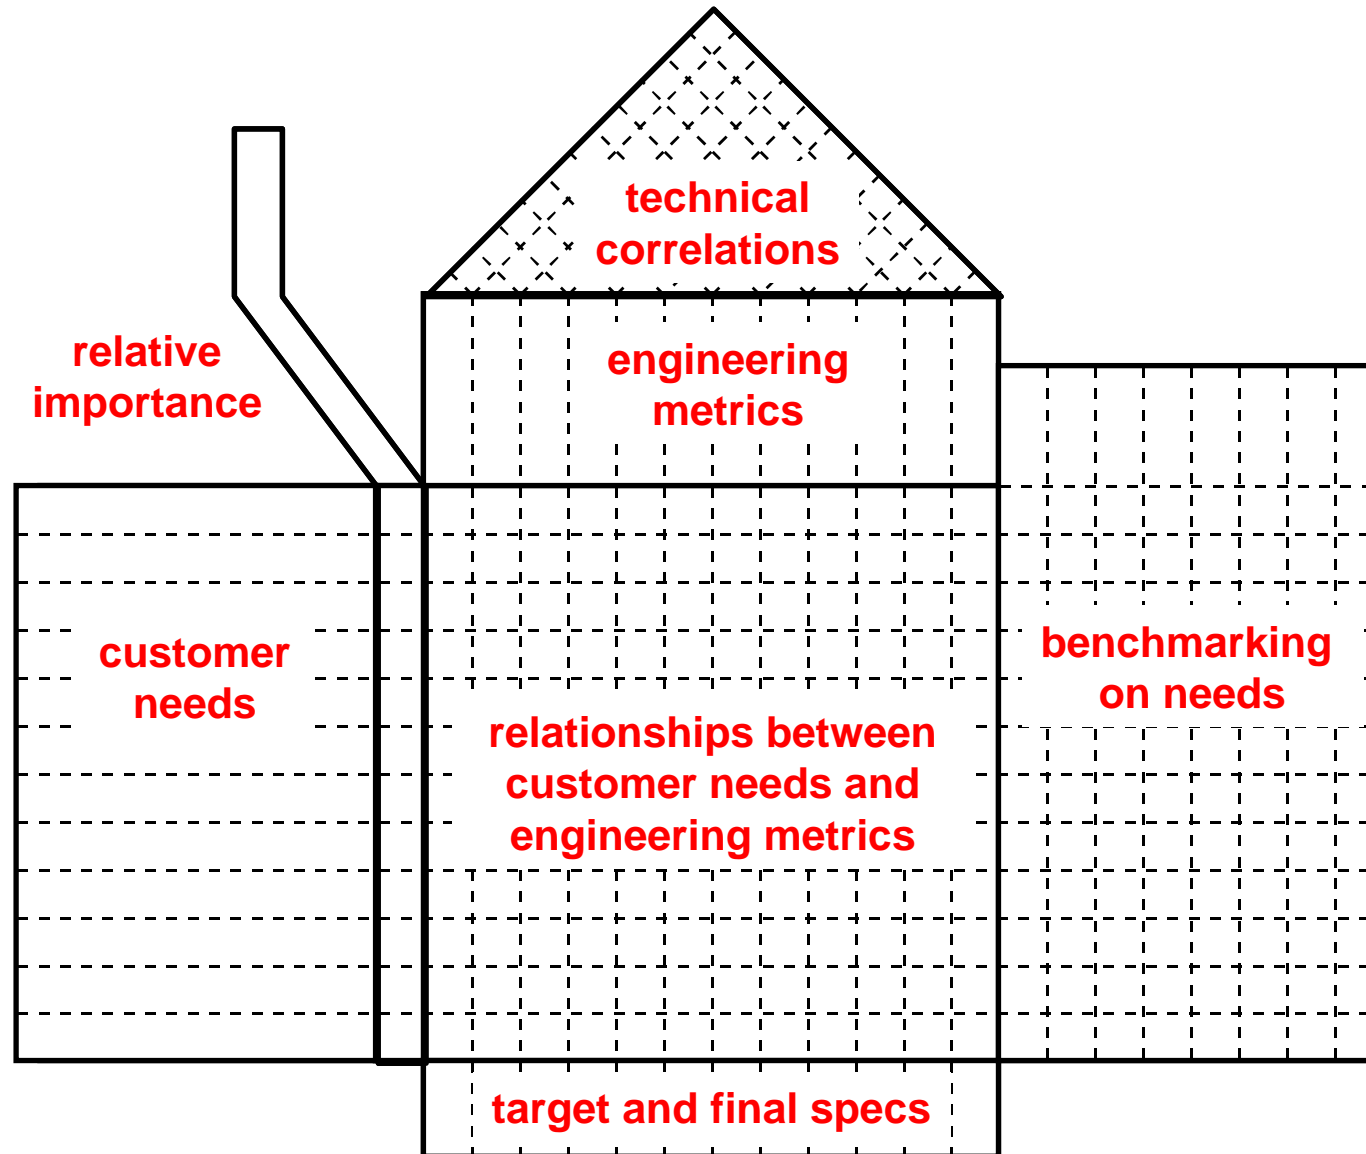 technical
correlations
relative
importance
engineering
metrics
customer
needs
benchmarking
on needs
relationships between
customer needs and
engineering metrics
target and final specs